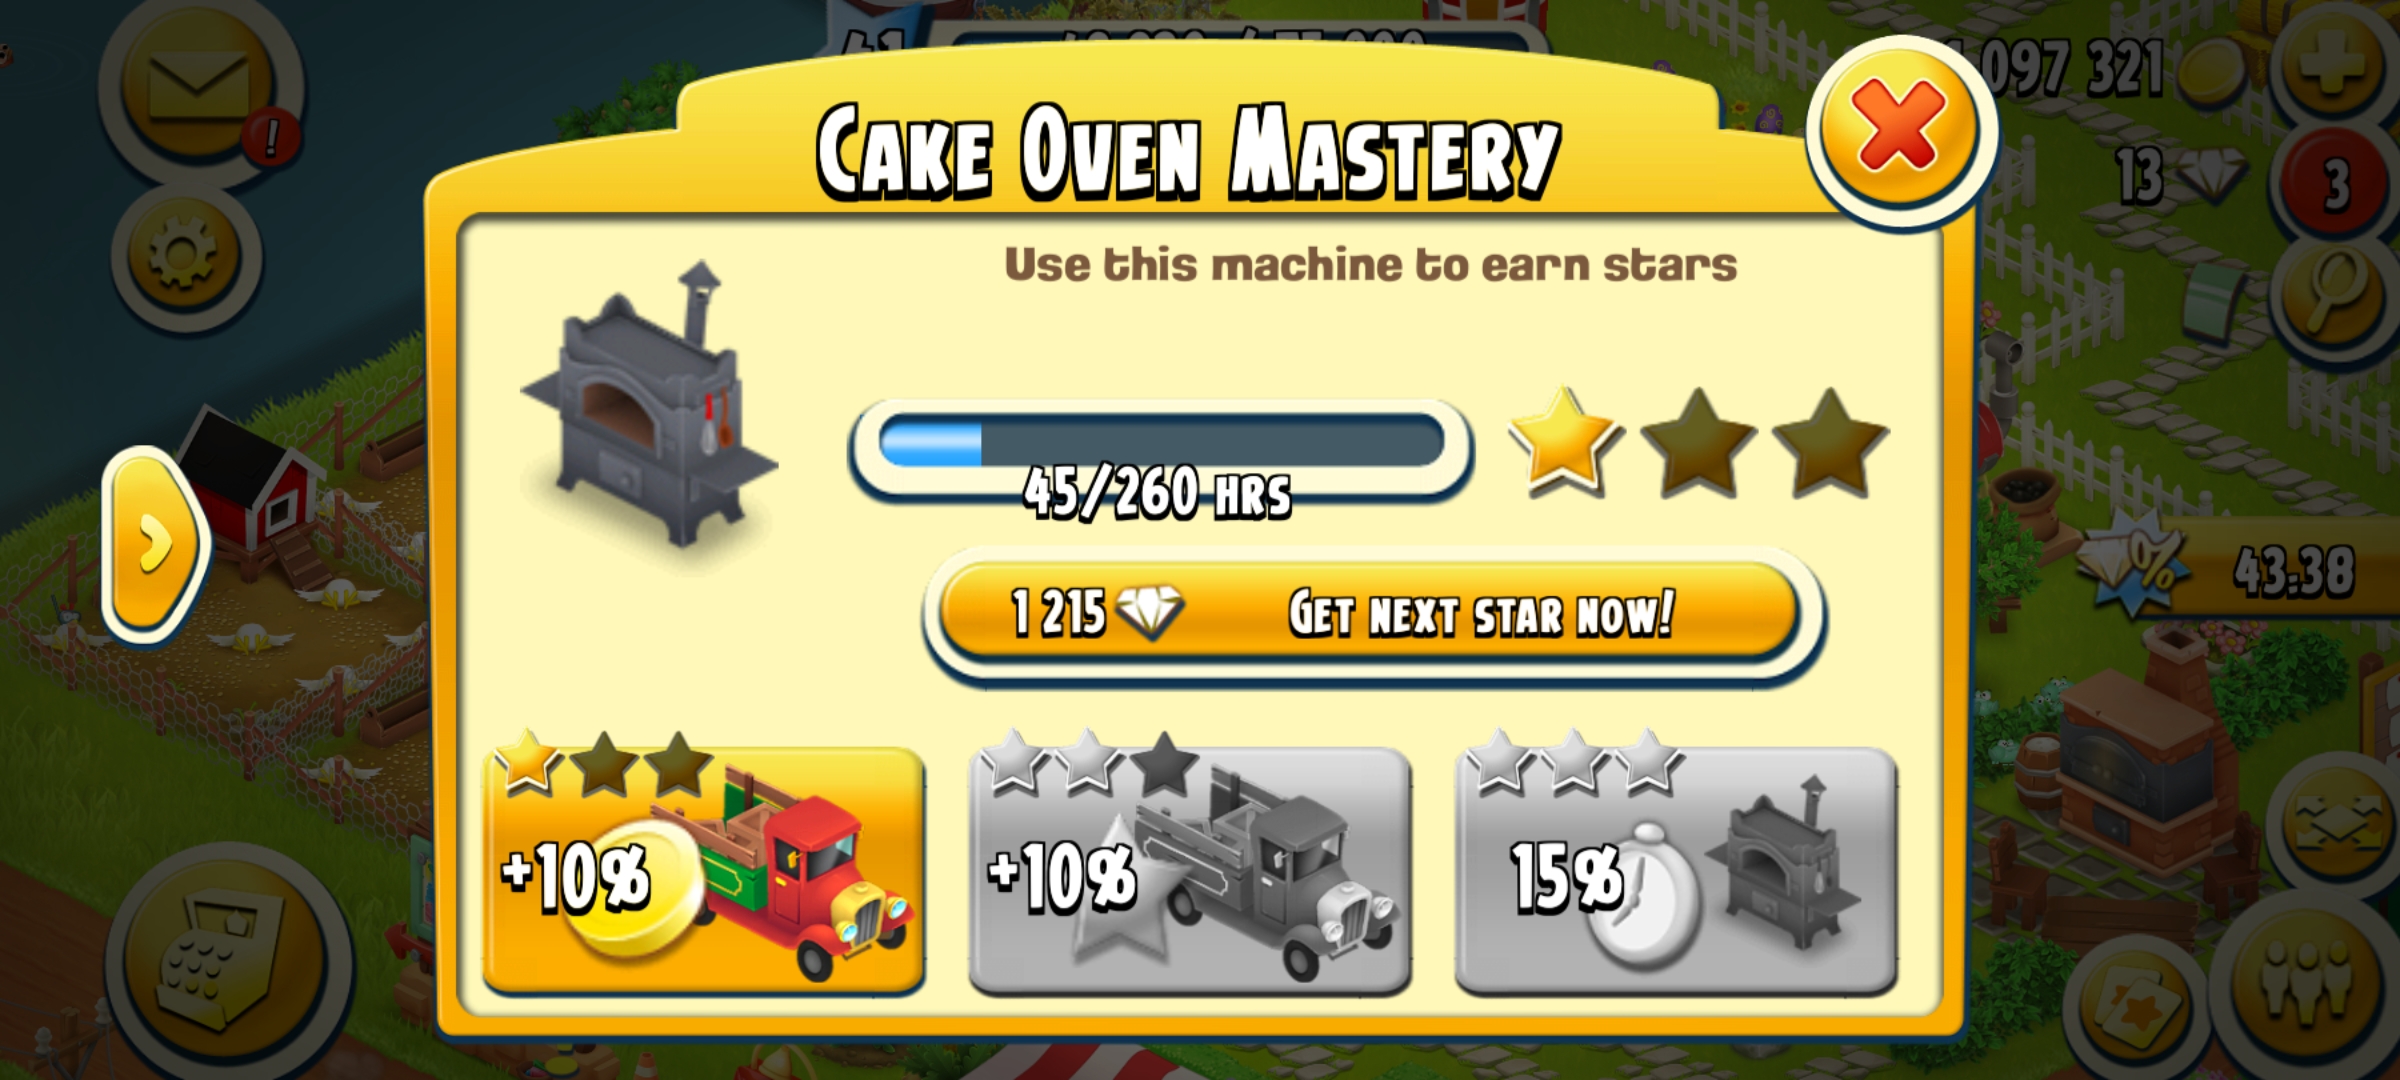 Cake Oven Mastery
097 321
13
3
!
Use this machine to earn stars
45/260 hrs
1 215 Get next star now!
%
43:38
+10%
+10%
15%